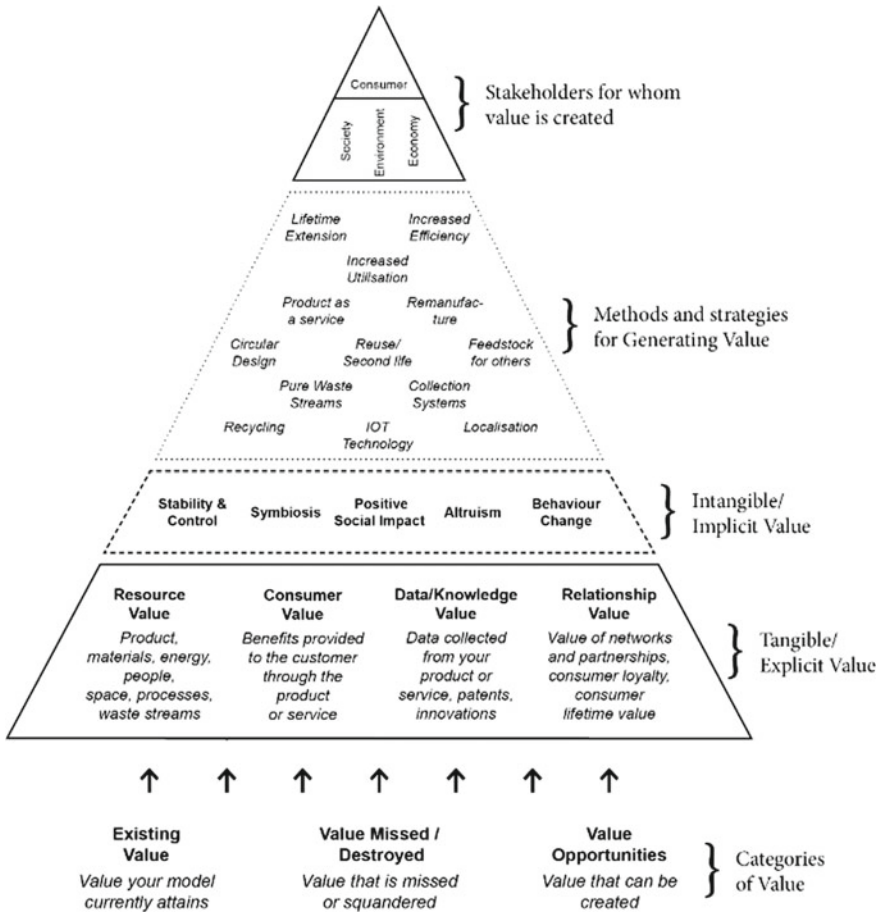 Consumer
Stakeholders for whom
value is created
Society
Environment
Economy
Lifetime
Extension
Increased
Efficiency
Increased
Utilisation
Product as
a service
Remanufac-
ture
Methods and strategies
for Generating Value
Circular
Design
Reuse/
Second life
Feedstock
for others
Pure Waste
Streams
Collection
Systems
Recycling
IOT
Technology
Localisation
Stability &
Control
Symbiosis
Positive
Social Impact
Altruism
Behaviour
Change
Intangible/
Implicit Value
Resource
Value
Product,
materials, energy,
people,
space, processes,
waste streams
Consumer
Value
Benefits provided
to the customer
through the
product
or service
Data/Knowledge
Value
Data collected
from your
product or
service, patents,
innovations
Relationship
Value
Value of networks
and partnerships,
consumer loyalty,
consumer
lifetime value
Tangible/
Explicit Value
Existing
Value
Value your model
currently attains
Value Missed /
Destroyed
Value that is missed
or squandered
Value
Opportunities
Value that can be
created
Categories
of Value